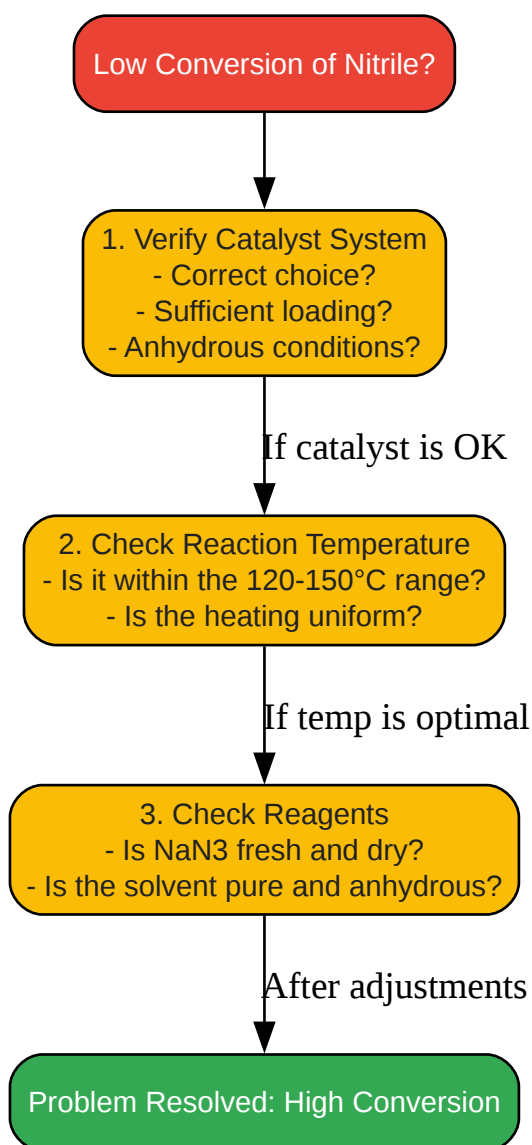 Low Conversion of Nitrile?
1. Verify Catalyst System
- Correct choice?
- Sufficient loading?
- Anhydrous conditions?
If catalyst is OK
2. Check Reaction Temperature
- Is it within the 120-150°C range?
- Is the heating uniform?
If temp is optimal
3. Check Reagents
- Is NaN3 fresh and dry?
- Is the solvent pure and anhydrous?
After adjustments
Problem Resolved: High Conversion